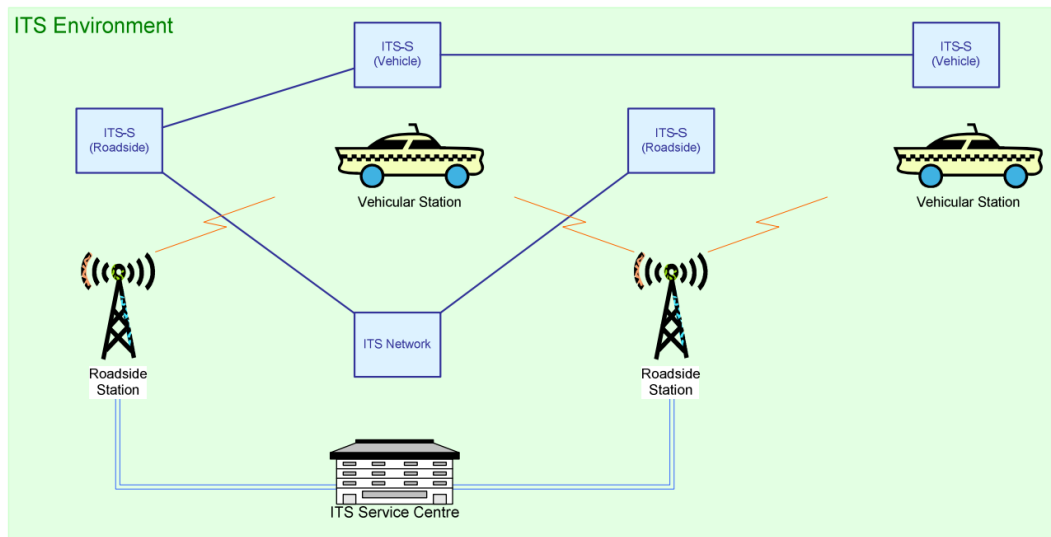 ITS Environment
ITS-S
(Vehicle)
ITS-S
(Vehicle)
ITS-S
(Roadside)
ITS-S
(Roadside)
Vehicular Station
Vehicular Station
ITS Network
Roadside
Station
Roadside
Station
ITS Service Centre